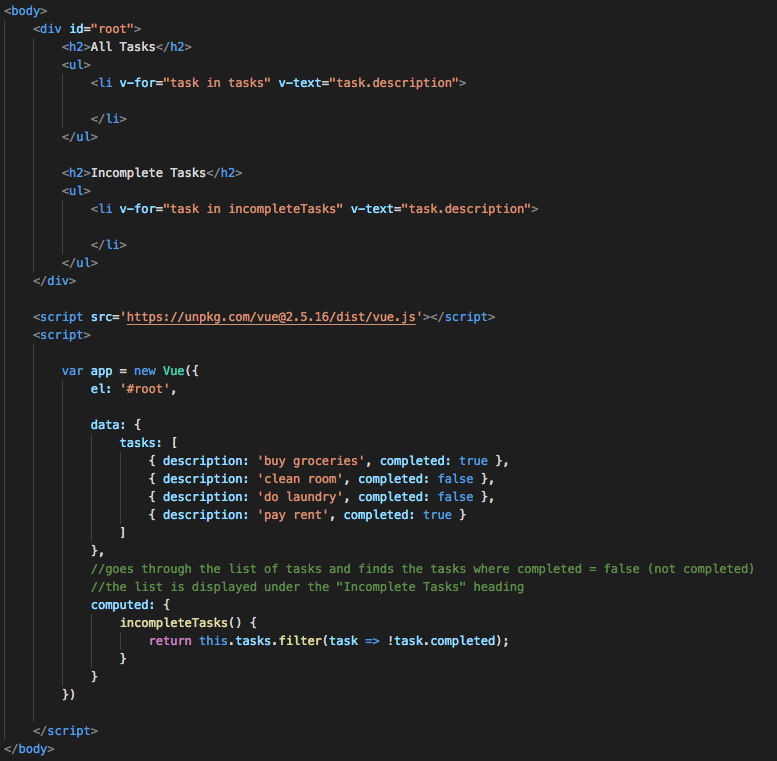 <body>
<div id="root">
<h2>All Tasks</h2>
<ul>
<li v-for="task in tasks" v-text="task.description">
</li>
</ul>
<h2>Incomplete Tasks</h2>
<ul>
<li v-for="task in incompleteTasks" v-text="task.description">
</li>
</ul>
</div>
<script src='https://unpkg.com/vue@2.5.16/dist/vue.js'></script>
<script>
var app = new Vue({
el: '#root',
data: {
tasks: [
{ description: 'buy groceries', completed: true },
{ description: 'clean room', completed: false },
{ description: 'do laundry', completed: false },
{ description: 'pay rent', completed: true }
]
},
//goes through the list of tasks and finds the tasks where completed = false (not completed)
//the list is displayed under the "Incomplete Tasks" heading
computed: {
incompleteTasks() {
return this.tasks.filter(task => !task.completed);
}
}
})
</script>
</body>